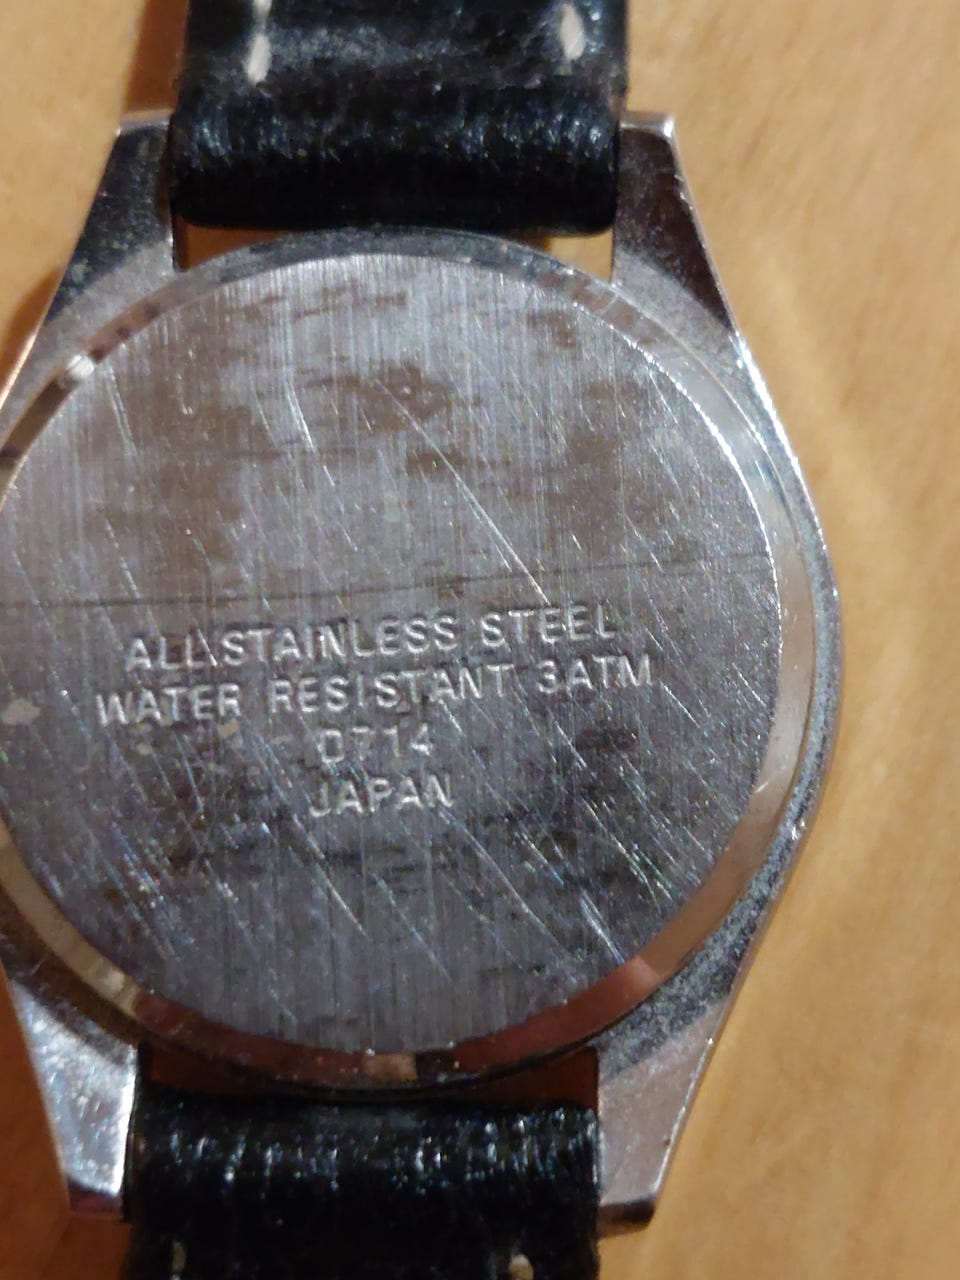 ALL STAINLESS STEEL
WATER RESISTANT 3ATM
0714
JAPAN